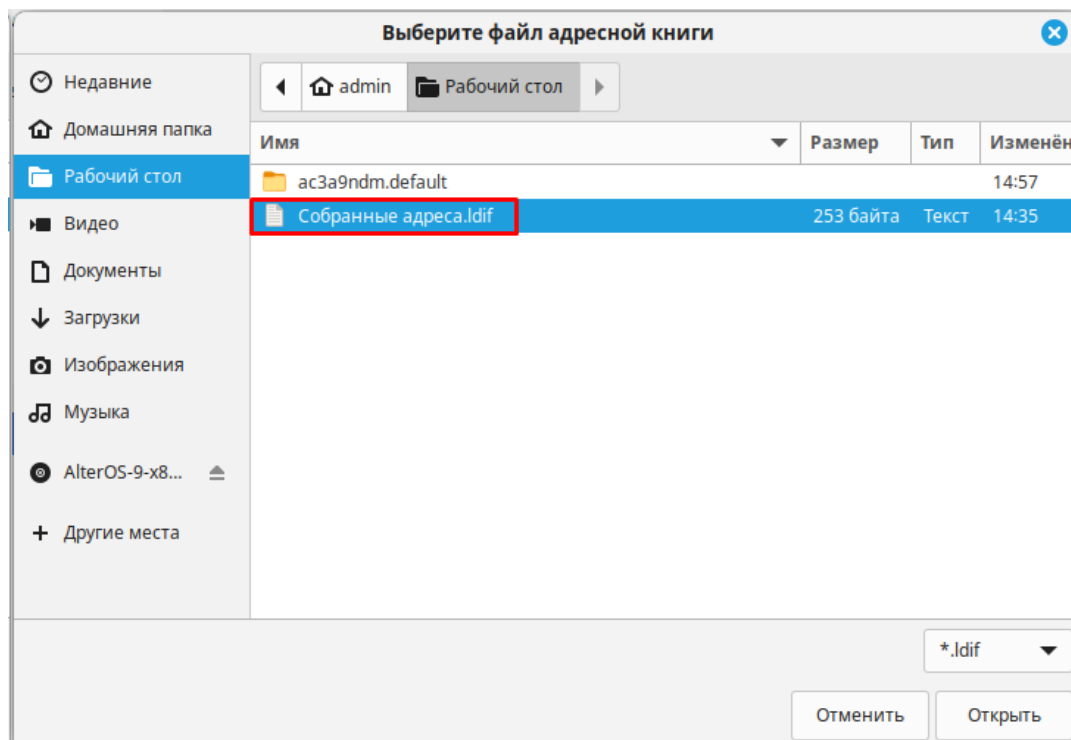 Выберите файл адресной книги
Недавние
Домашняя папка
Рабочий стол
Видео
Документы
Загрузки
Изображения
Музыка
AlterOS-9-x8...
Другие места
admin Рабочий стол
Имя Размер Тип Изменён
ac3a9ndm.default 14:57
Собранные адреса.ldif 253 байта Текст 14:35
*.ldif
Отменить Открыть